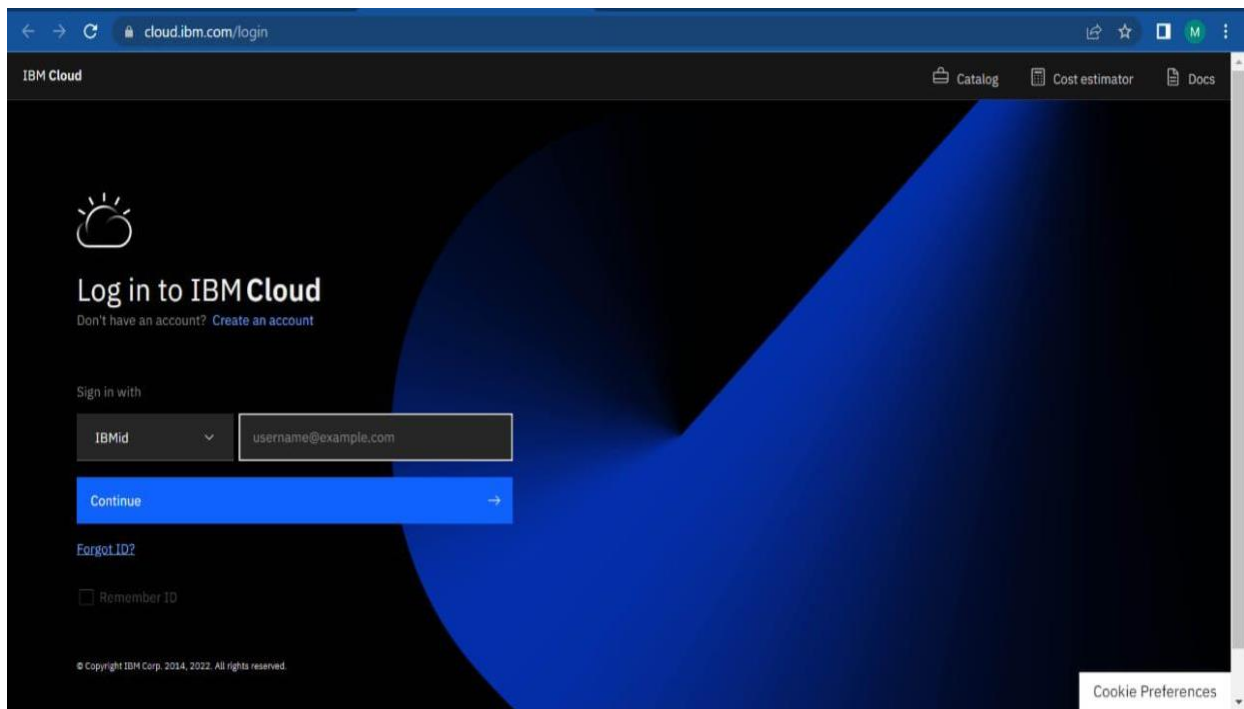 cloud.ibm.com/login
M
IBM Cloud
Catalog
Cost estimator
Docs
Log in to IBM Cloud
Don't have an account? Create an account
Sign in with
IBMid
username@example.com
Continue
Forgot ID?
Remember ID
© Copyright IBM Corp. 2014, 2022. All rights reserved.
Cookie Preferences